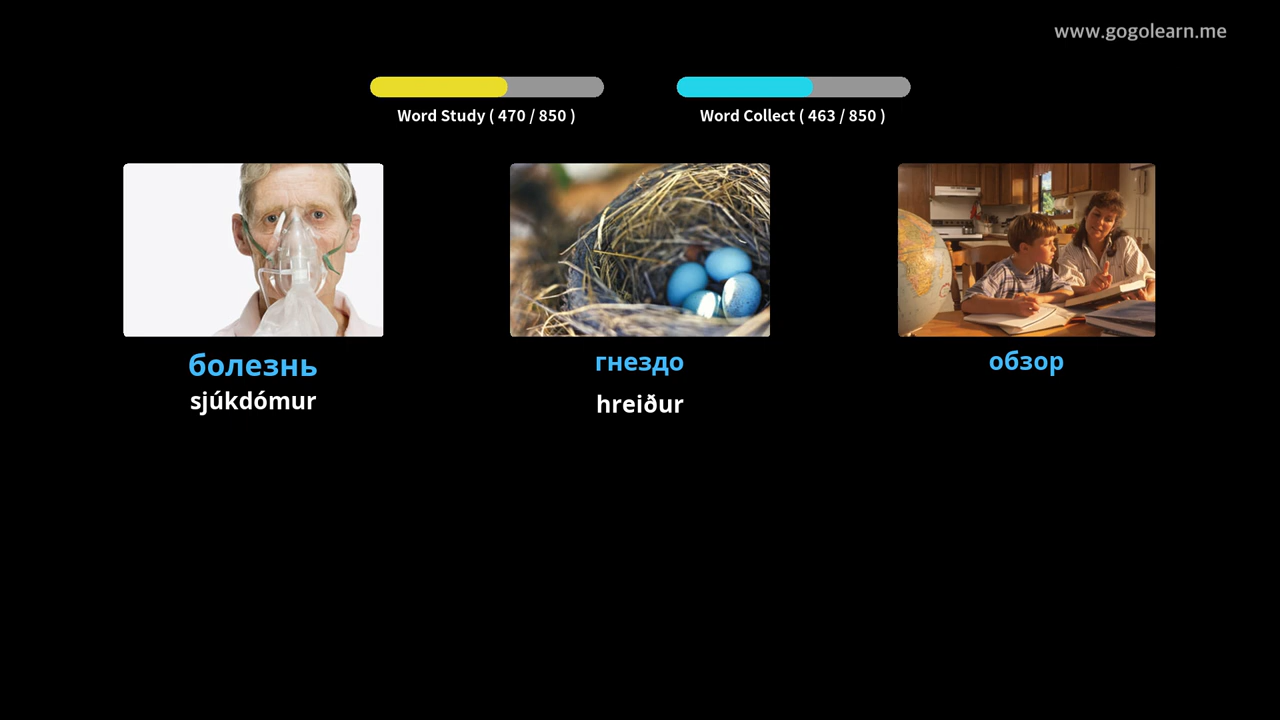 www.gogolearn.me
Word Study ( 470 / 850 )
Word Collect ( 463 / 850 )
болезнь
sjúkdómur
гнездо
hreiður
обзор